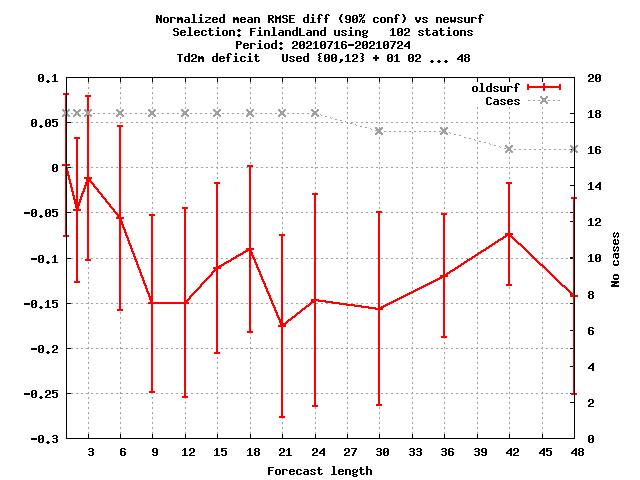 Normalized mean RMSE diff (90% conf) vs newsurf
Selection: FinlandLand using   102 stations
Period: 20210716-20210724
Td2m deficit   Used {00,12} + 01 02 ... 48
oldsurf
Cases
0.1
0.05
0
-0.05
-0.1
-0.15
-0.2
-0.25
-0.3
20
18
16
14
12
10
8
6
4
2
0
No cases
3 6 9 12 15 18 21 24 27 30 33 36 39 42 45 48
Forecast length